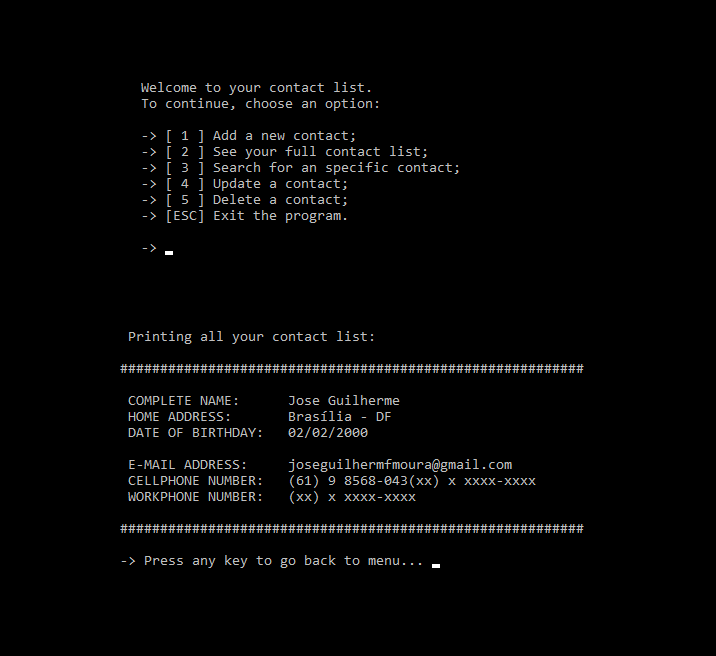 Welcome to your contact list.
To continue, choose an option:
-> [ 1 ] Add a new contact;
-> [ 2 ] See your full contact list;
-> [ 3 ] Search for an specific contact;
-> [ 4 ] Update a contact;
-> [ 5 ] Delete a contact;
-> [ESC] Exit the program.
->
Printing all your contact list:
##########################################################
COMPLETE NAME: Jose Guilherme
HOME ADDRESS: Brasília - DF
DATE OF BIRTHDAY: 02/02/2000
E-MAIL ADDRESS: joseguilhermfmoura@gmail.com
CELLPHONE NUMBER: (61) 9 8568-043(xx) x xxxx-xxxx
WORKPHONE NUMBER: (xx) x xxxx-xxxx
##########################################################
-> Press any key to go back to menu...